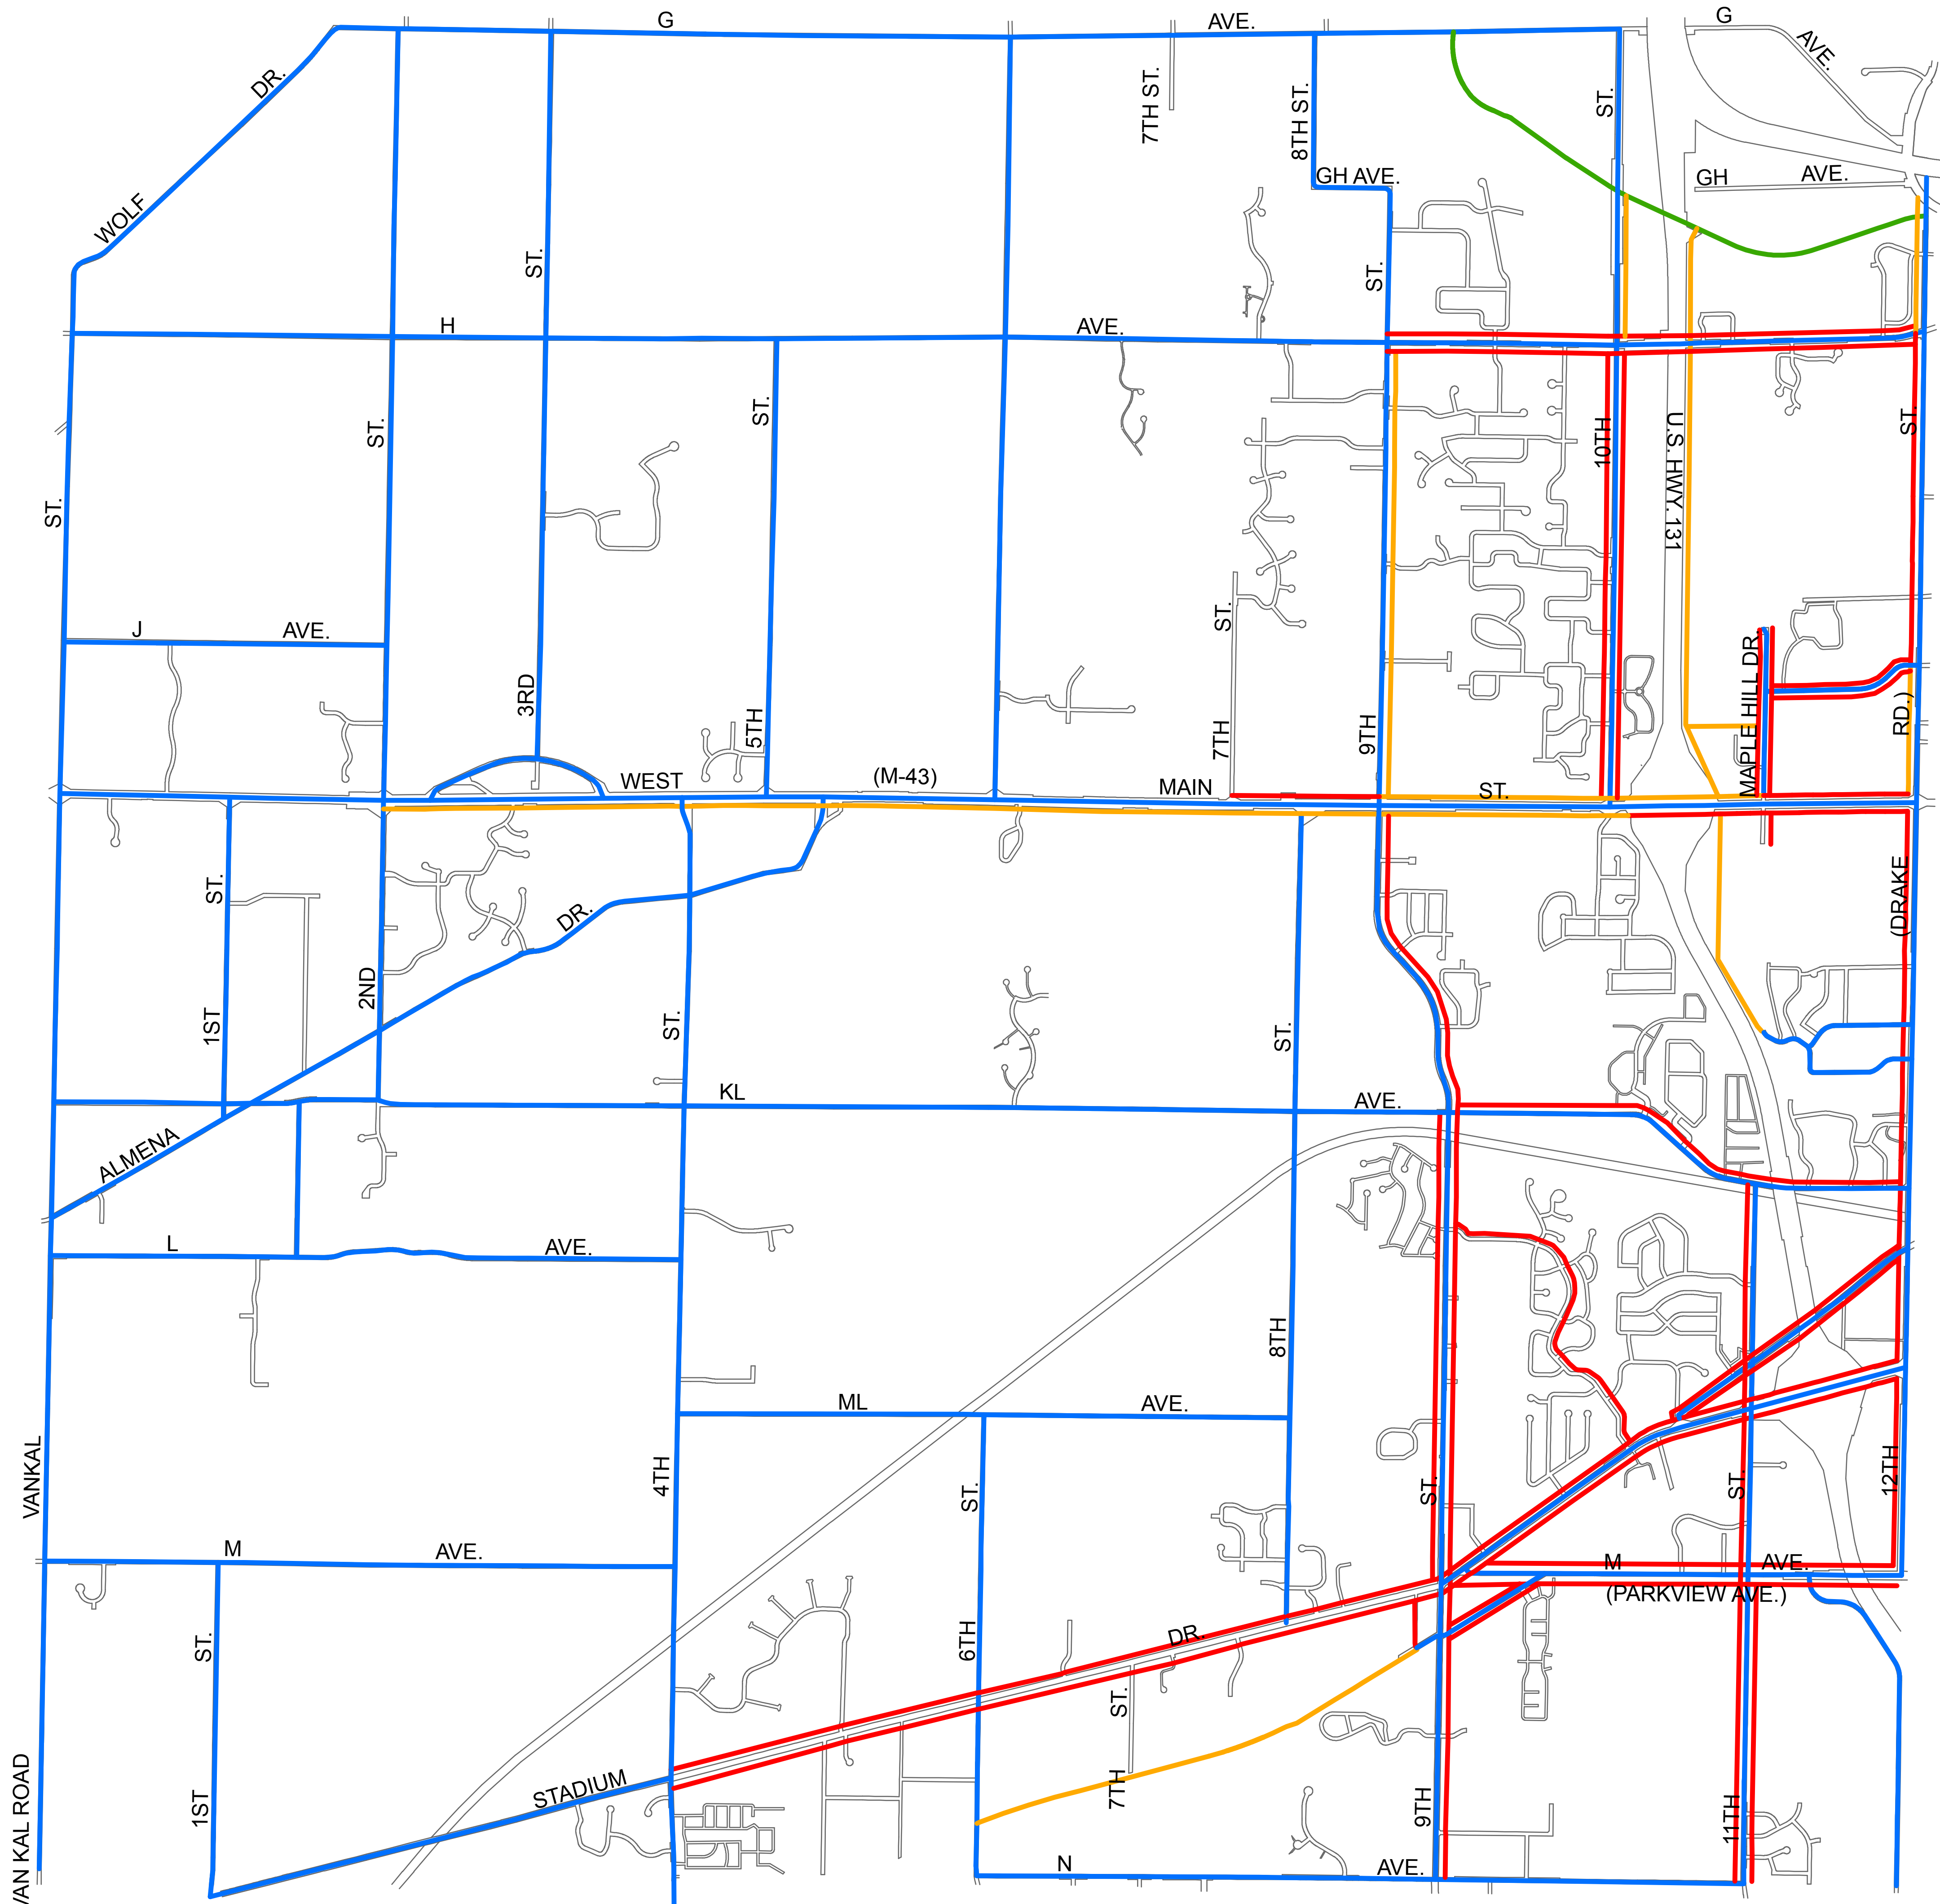 G
AVE.
G
AVE.
DR.
WOLF
7TH ST.
8TH ST.
ST.
GH AVE.
GH
AVE.
ST.
ST.
H
AVE.
ST.
ST.
ST.
10TH
U.S. HWY. 131
ST.
ST.
J
AVE.
3RD
5TH
7TH
9TH
MAPLE HILL DR.
RD.)
WEST
(M-43)
MAIN
ST.
ST.
DR.
(DRAKE
1ST
2ND
ST.
ST.
KL
AVE.
ALMENA
L
AVE.
8TH
ML
AVE.
VANKAL
4TH
ST.
ST.
ST.
12TH
M
AVE.
M
AVE.
(PARKVIEW AVE.)
ST.
6TH
DR.
ST.
7TH
STADIUM
1ST
9TH
11TH
VAN KAL ROAD
N
AVE.